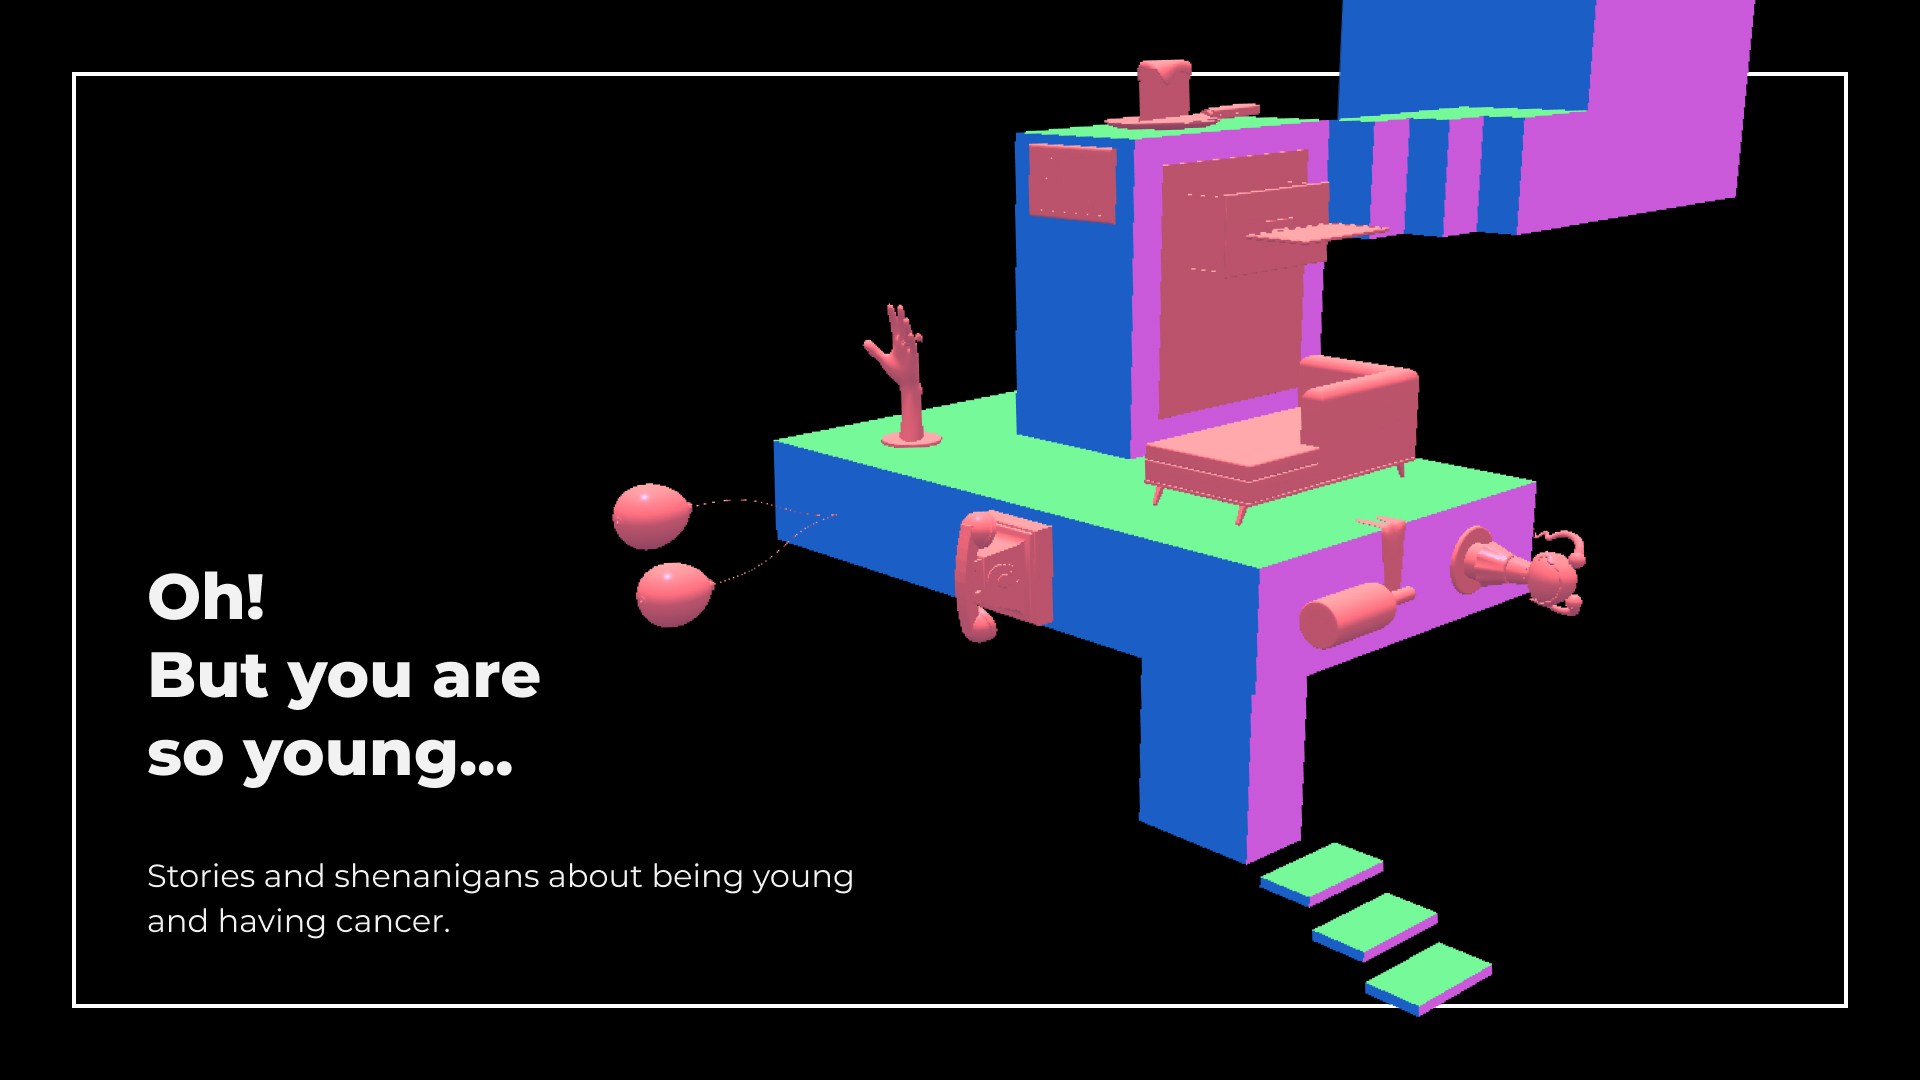 Oh!
But you are
so young...
Stories and shenanigans about being young
and having cancer.